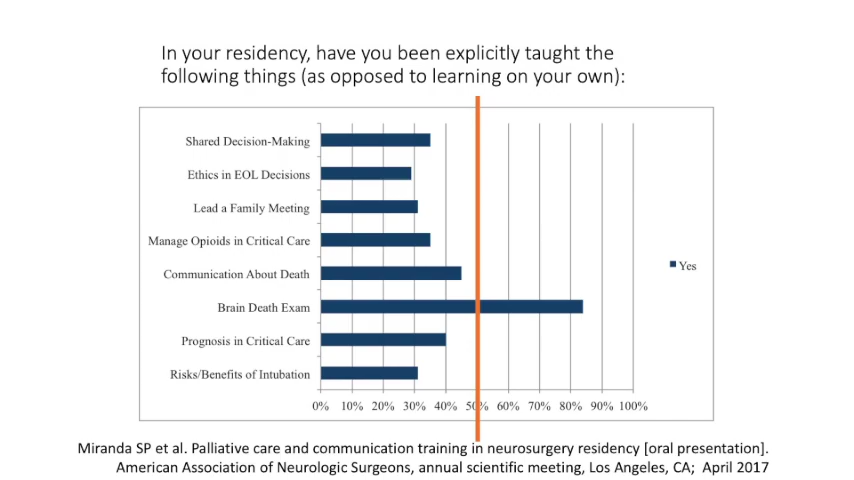 In your residency, have you been explicitly taught the
following things (as opposed to learning on your own):
Shared Decision-Making
Ethics in EOL Decisions
Lead a Family Meeting
Manage Opioids in Critical Care
Communication About Death
Yes
Brain Death Exam
Prognosis in Critical Care
Risks/Benefits of Intubation
0% 10% 20% 30% 40% 50% 60% 70% 80% 90% 100%
Miranda SP et al. Palliative care and communication training in neurosurgery residency [oral presentation].
American Association of Neurologic Surgeons, annual scientific meeting, Los Angeles, CA; April 2017